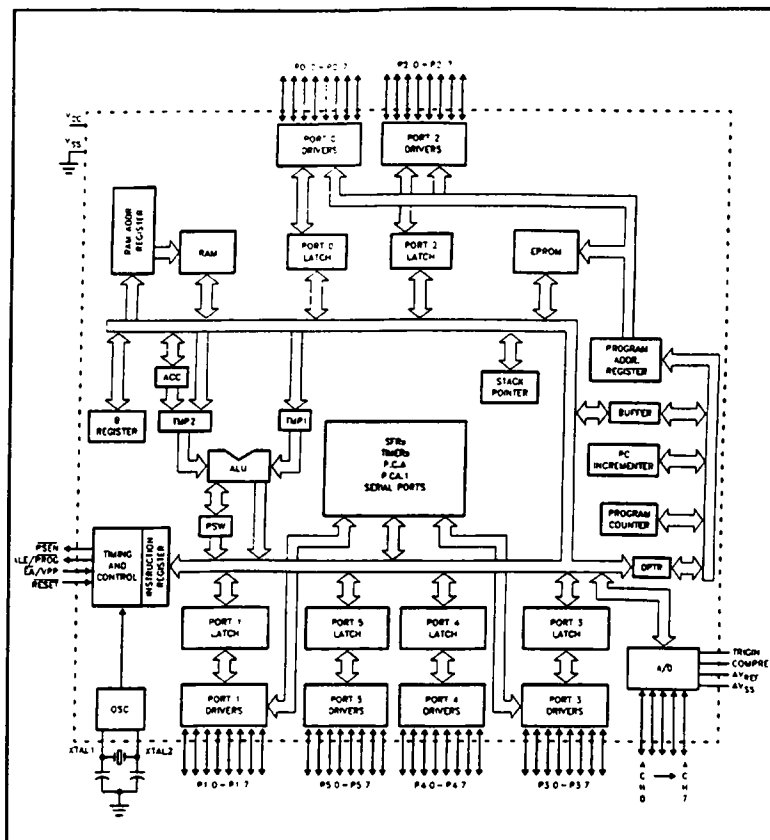 P0.0-P0.7
P2.0-P2.7
VCC
VSS
PORT 0
DRIVERS
PORT 2
DRIVERS
RAM ADDR
REGISTER
RAM
PORT 0
LATCH
PORT 2
LATCH
EPROM
PROGRAM
ADDR.
REGISTER
ACC
STACK
POINTER
B
REGISTER
TMP2
TMP1
BUFFER
ALU
SFRs
TIMERs
P.C.A
P.CA.1
SERIAL PORTS
PC
INCREMENTER
PSW
PROGRAM
COUNTER
PSEN
ALE/PROG
EA/VPP
RESET
TIMING
AND
CONTROL
INSTRUCTION
REGISTER
DPTR
PORT 1
LATCH
PORT 5
LATCH
PORT 4
LATCH
PORT 3
LATCH
A/D
TRIGIN
COMPREF
AVREF
AVSS
OSC
PORT 1
DRIVERS
PORT 5
DRIVERS
PORT 4
DRIVERS
PORT 3
DRIVERS
XTAL1
XTAL2
P1.0-P1.7
P5.0-P5.7
P4.0-P4.7
P3.0-P3.7
ACH0
ACH7